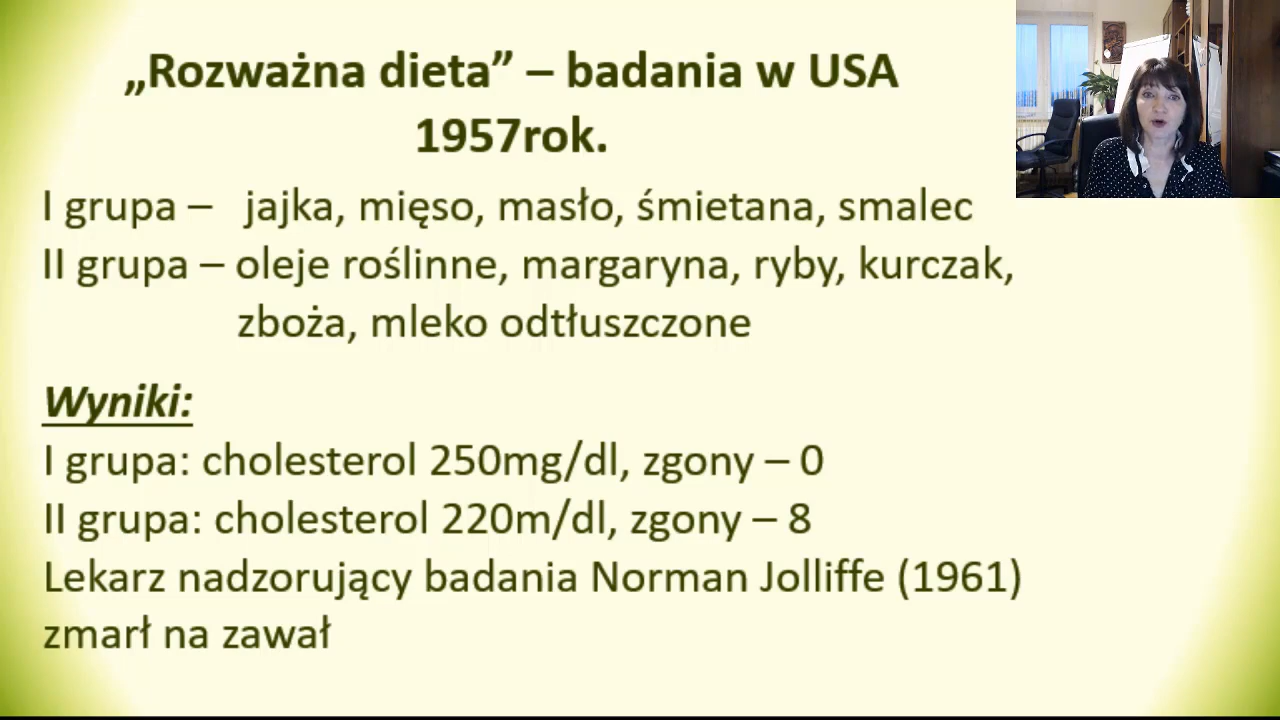 „Rozważna dieta” – badania w USA
1957rok.
I grupa – jajka, mięso, masło, śmietana, smalec
II grupa – oleje roślinne, margaryna, ryby, kurczak,
zboża, mleko odtłuszczone
Wyniki:
I grupa: cholesterol 250mg/dl, zgony – 0
II grupa: cholesterol 220m/dl, zgony – 8
Lekarz nadzorujący badania Norman Jolliffe (1961)
zmarł na zawał